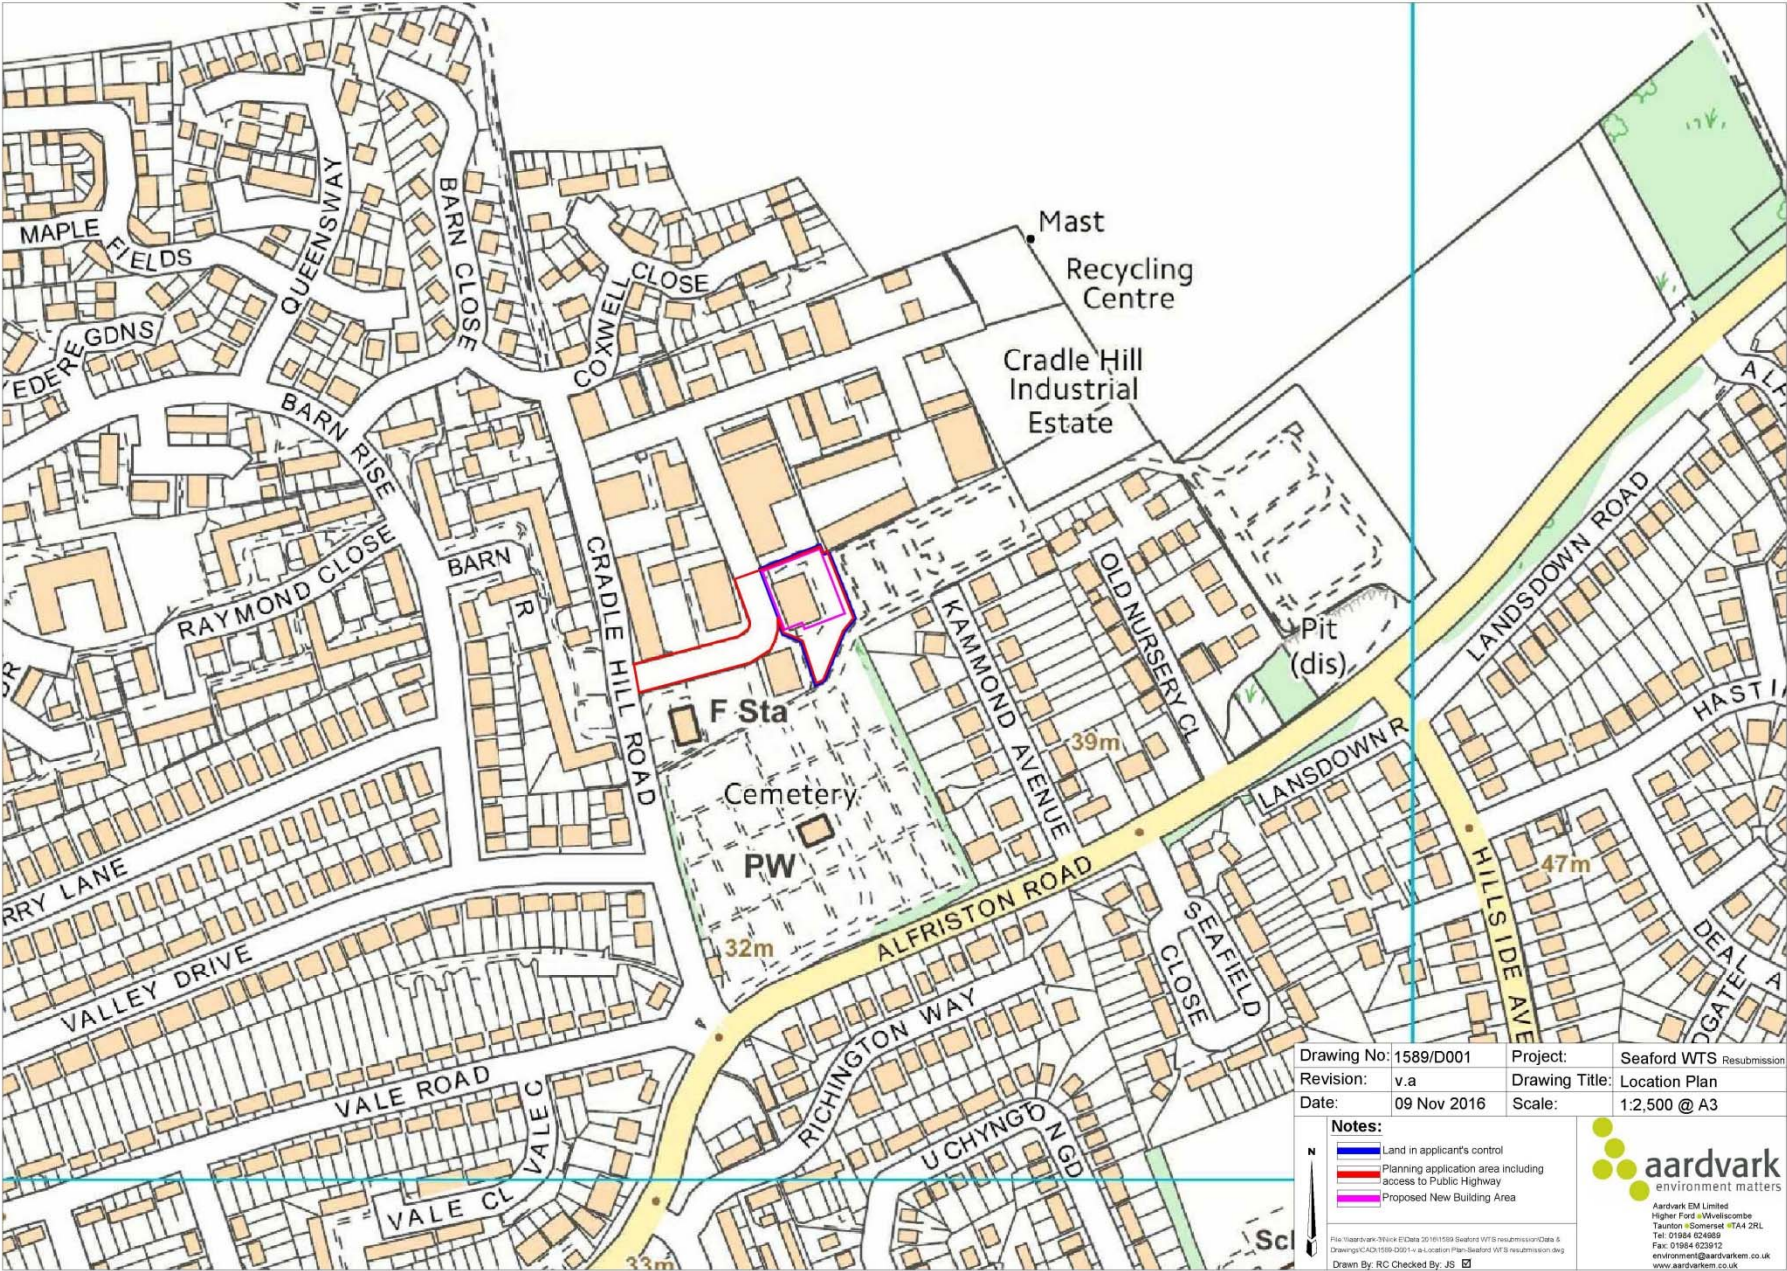 MAPLE
FIELDS
QUEENSWAY
BARN CLOSE
COXWELL
CLOSE
Mast
Recycling
Centre
Cradle Hill
Industrial
Estate
EDERE GDNS
BARN RISE
RAYMOND CLOSE
BARN
R
CRADLE HILL ROAD
OLD NURSERY CL
KAMMOND AVENUE
Pit
(dis)
LANDSDOWN ROAD
HASTI
LANSDOWN R
F Sta
39m
Cemetery
PW
47m
HILLSIDE AVE
RRY LANE
VALLEY DRIVE
32m
ALFRISTON ROAD
SEAFIELD
CLOSE
DEAL A
DGATE
RICHINGTON WAY
VALE ROAD
VALE C
VALE CL
UCHYNGTONGD
33m
Sch
Drawing No: 1589/D001 Project: Seaford WTS Resubmission
Revision: v.a Drawing Title: Location Plan
Date: 09 Nov 2016 Scale: 1:2,500 @ A3
Notes:
N
Land in applicant's control
Planning application area including
access to Public Highway
Proposed New Building Area
Drawn By: RC Checked By: JS
aardvark
environment matters
Aardvark EM Limited
Higher Ford Wiveliscombe
Taunton Somerset TA4 2RL
Tel: 01984 624989
Fax: 01984 623912
environment@aardvarkem.co.uk
www.aardvarkem.co.uk